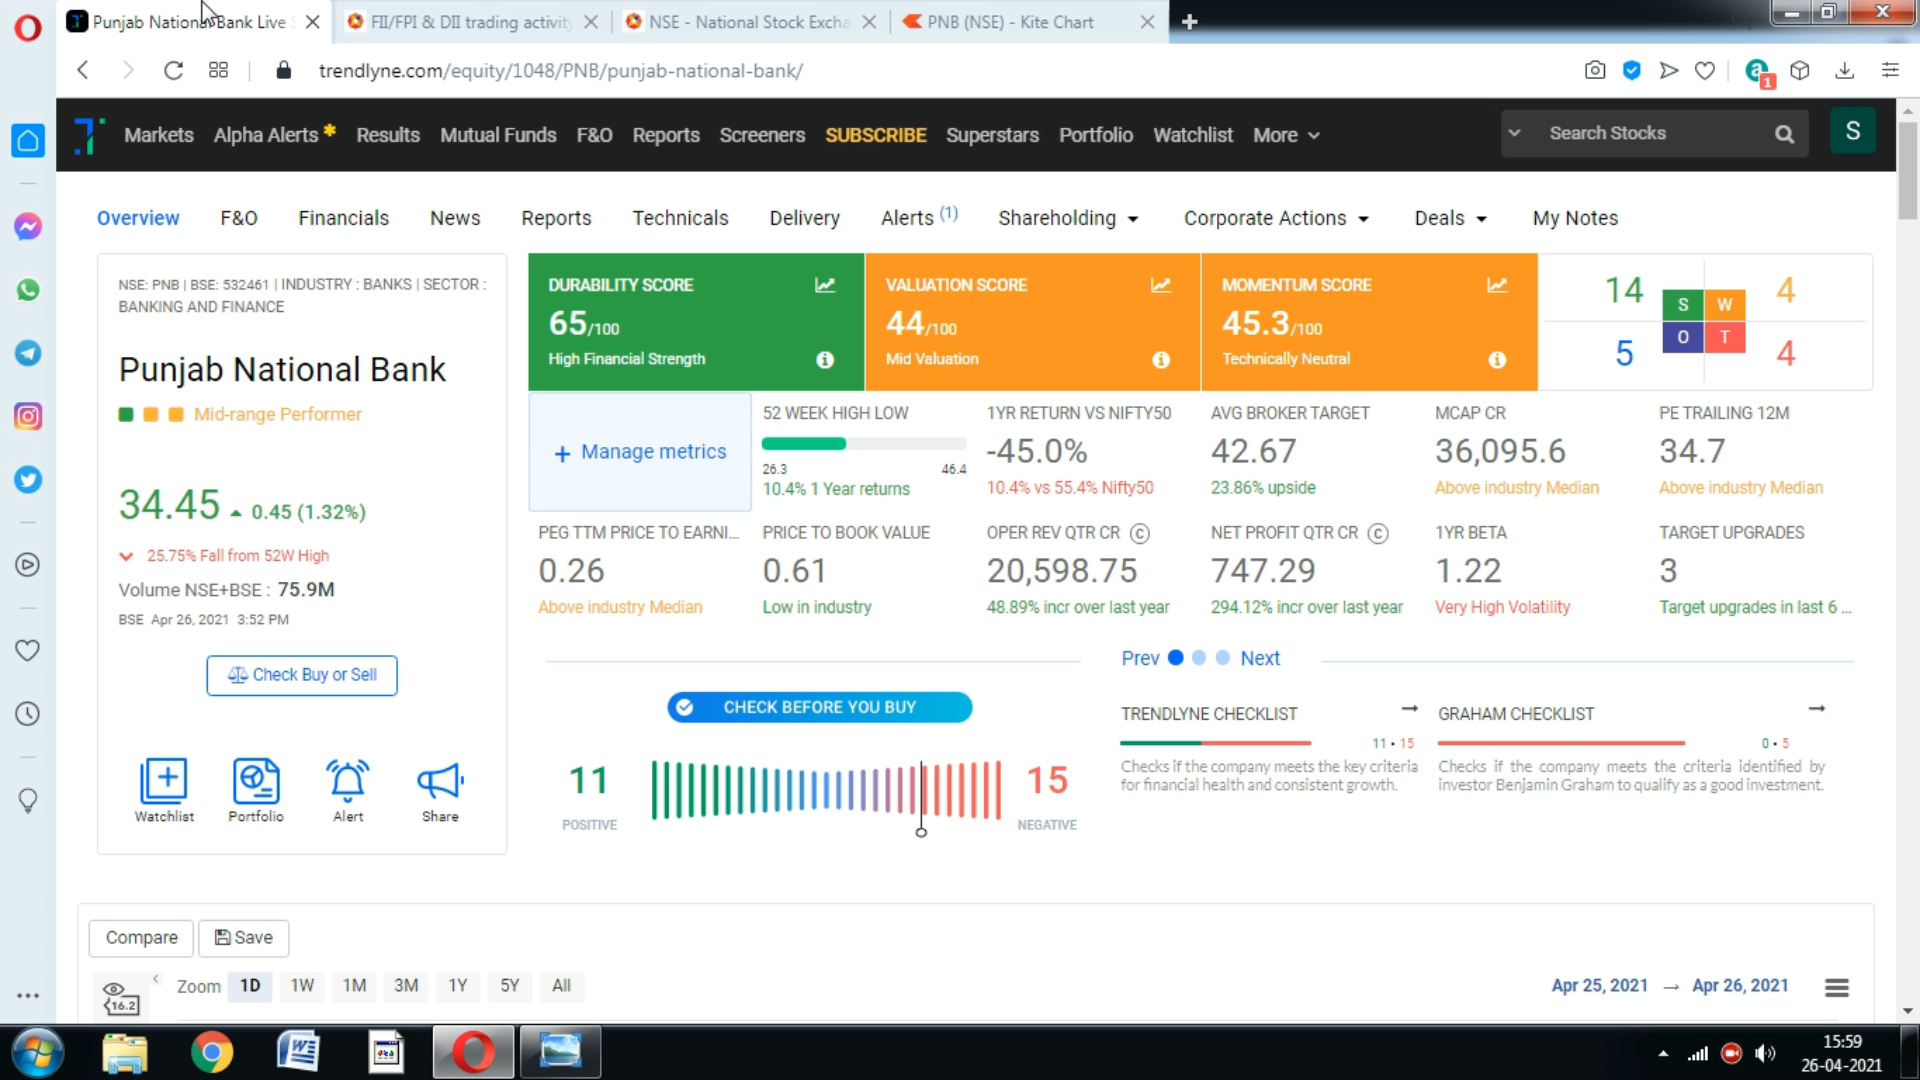 Punjab National Bank Live
FII/FPI & DII trading activity
NSE - National Stock Excha
PNB (NSE) - Kite Chart
trendlyne.com/equity/1048/PNB/punjab-national-bank/
1
Markets
Alpha Alerts
Results
Mutual Funds
F&O
Reports
Screeners
SUBSCRIBE
Superstars
Portfolio
Watchlist
More
Search Stocks
S
Overview
F&O
Financials
News
Reports
Technicals
Delivery
Alerts (1)
Shareholding
Corporate Actions
Deals
My Notes
NSE: PNB | BSE: 532461 | INDUSTRY : BANKS | SECTOR :
BANKING AND FINANCE
Punjab National Bank
Mid-range Performer
34.45 0.45 (1.32%)
25.75% Fall from 52W High
Volume NSE+BSE : 75.9M
BSE Apr 26, 2021 3:52 PM
Check Buy or Sell
Watchlist
Portfolio
Alert
Share
DURABILITY SCORE
65/100
High Financial Strength
VALUATION SCORE
44/100
Mid Valuation
MOMENTUM SCORE
45.3/100
Technically Neutral
14 S W 4
5 O T 4
+ Manage metrics
52 WEEK HIGH LOW
26.3 46.4
10.4% 1 Year returns
1YR RETURN VS NIFTY50
-45.0%
10.4% vs 55.4% Nifty50
AVG BROKER TARGET
42.67
23.86% upside
MCAP CR
36,095.6
Above industry Median
PE TRAILING 12M
34.7
Above industry Median
PEG TTM PRICE TO EARNI...
0.26
Above industry Median
PRICE TO BOOK VALUE
0.61
Low in industry
OPER REV QTR CR C
20,598.75
48.89% incr over last year
NET PROFIT QTR CR C
747.29
294.12% incr over last year
1YR BETA
1.22
Very High Volatility
TARGET UPGRADES
3
Target upgrades in last 6 ...
Prev Next
CHECK BEFORE YOU BUY
11
POSITIVE
15
NEGATIVE
TRENDLYNE CHECKLIST →
11 • 15
Checks if the company meets the key criteria
for financial health and consistent growth.
GRAHAM CHECKLIST →
0 • 5
Checks if the company meets the criteria identified by
investor Benjamin Graham to qualify as a good investment.
Compare
Save
16.2
Zoom 1D 1W 1M 3M 1Y 5Y All
Apr 25, 2021 → Apr 26, 2021
15:59
26-04-2021